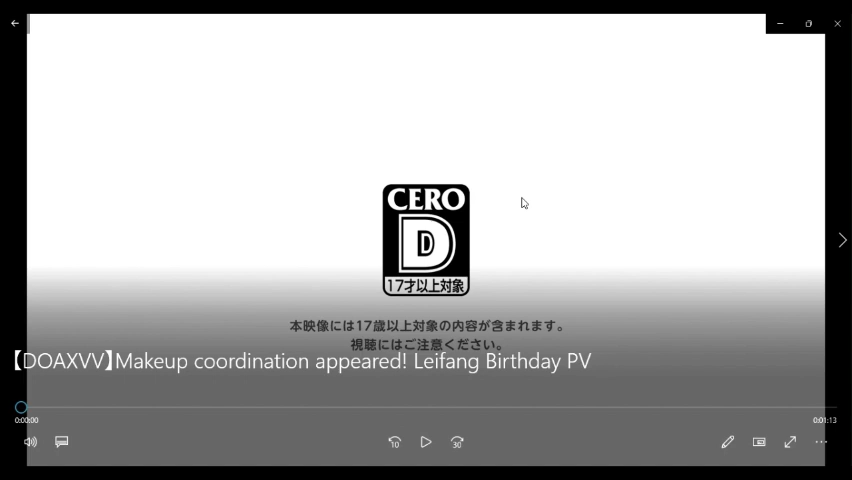 CERO
D
17才以上対象
本映像には17歳以上対象の内容が含まれます。
視聴にはご注意ください。
【DOAXVV】Makeup coordination appeared! Leifang Birthday PV
0:00:00
0:01:13
10
30